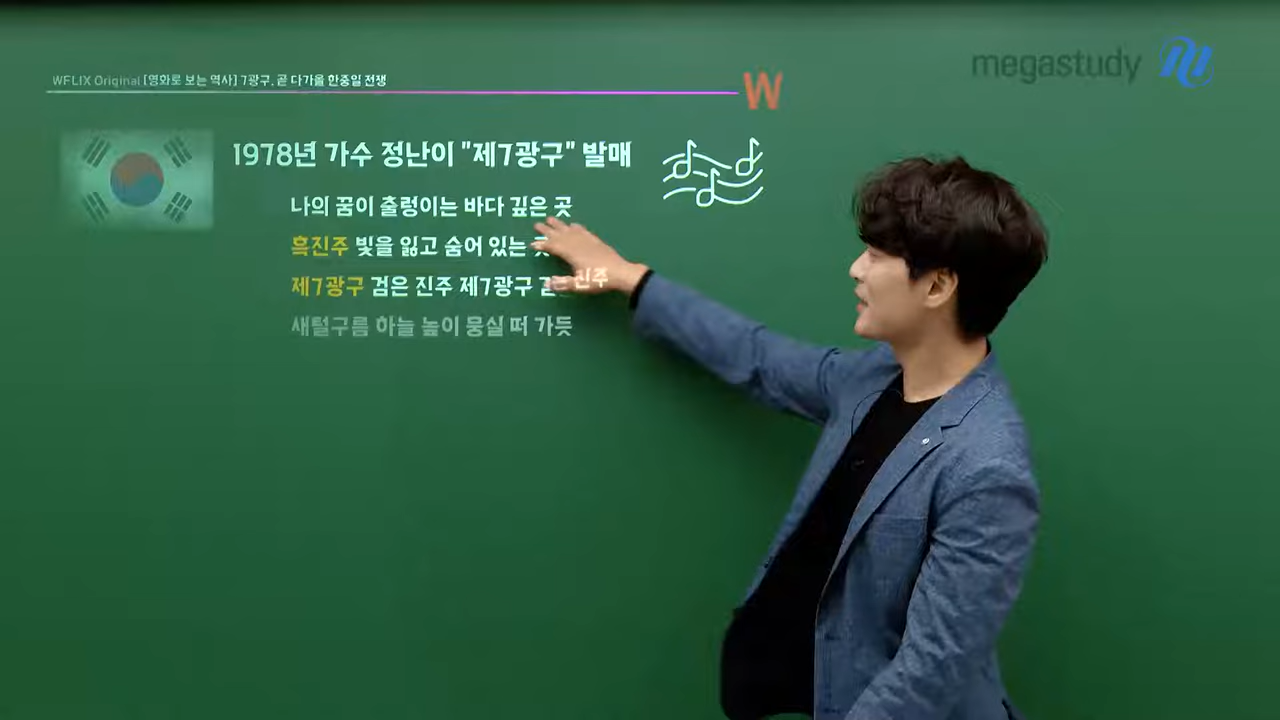 WFLIX Original [영화로 보는 역사] 7광구, 곧 다가올 한중일 전쟁
W
megastudy
1978년 가수 정난이 "제7광구" 발매
나의 꿈이 출렁이는 바다 깊은 곳
흑진주 빛을 잃고 숨어 있는 곳
제7광구 검은 진주 제7광구 검은 진주
새털구름 하늘 높이 뭉실 떠 가듯